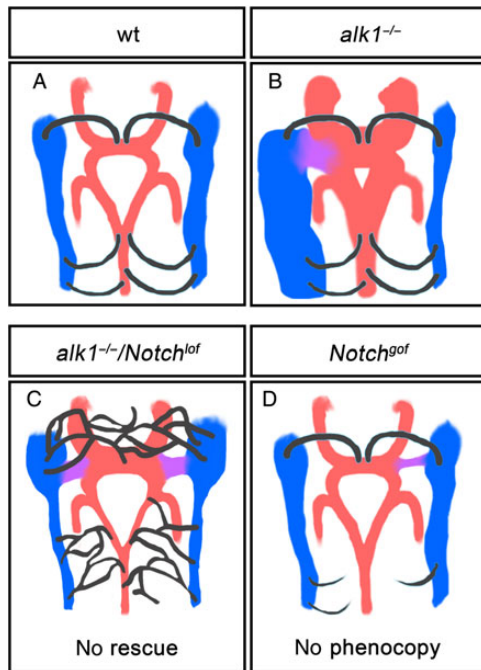 wt
alk1⁻/⁻
A
B
alk1⁻/⁻/Notchˡᵒᶠ
Notchᵍᵒᶠ
C
D
No rescue
No phenocopy